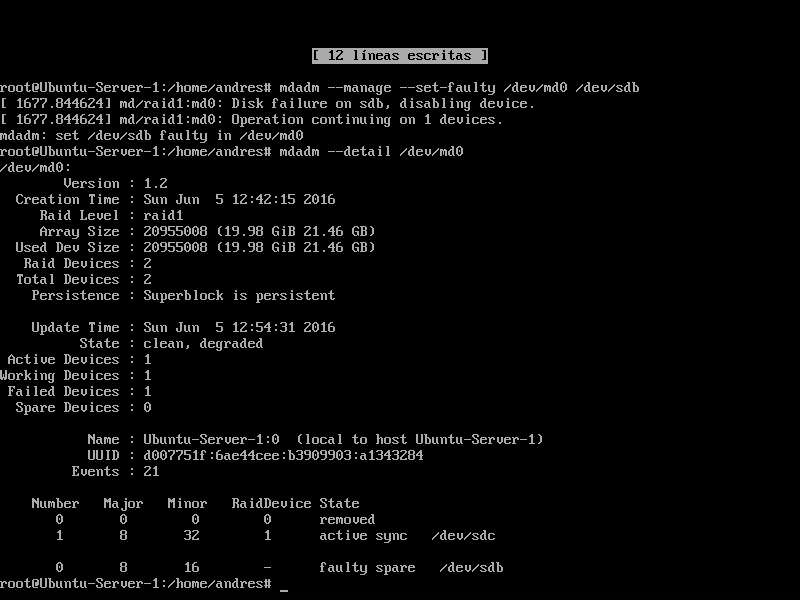 [ 12 líneas escritas ]
root@Ubuntu-Server-1:/home/andres# mdadm --manage --set-faulty /dev/md0 /dev/sdb
[ 1677.844624] md/raid1:md0: Disk failure on sdb, disabling device.
[ 1677.844624] md/raid1:md0: Operation continuing on 1 devices.
mdadm: set /dev/sdb faulty in /dev/md0
root@Ubuntu-Server-1:/home/andres# mdadm --detail /dev/md0
/dev/md0:
Version : 1.2
Creation Time : Sun Jun  5 12:42:15 2016
Raid Level : raid1
Array Size : 20955008 (19.98 GiB 21.46 GB)
Used Dev Size : 20955008 (19.98 GiB 21.46 GB)
Raid Devices : 2
Total Devices : 2
Persistence : Superblock is persistent
Update Time : Sun Jun  5 12:54:31 2016
State : clean, degraded
Active Devices : 1
Working Devices : 1
Failed Devices : 1
Spare Devices : 0
Name : Ubuntu-Server-1:0  (local to host Ubuntu-Server-1)
UUID : d007751f:6ae44cee:b3909903:a1343284
Events : 21
Number   Major   Minor   RaidDevice State
0       0        0        0      removed
1       8       32        1      active sync   /dev/sdc
0       8       16        -      faulty spare   /dev/sdb
root@Ubuntu-Server-1:/home/andres# _